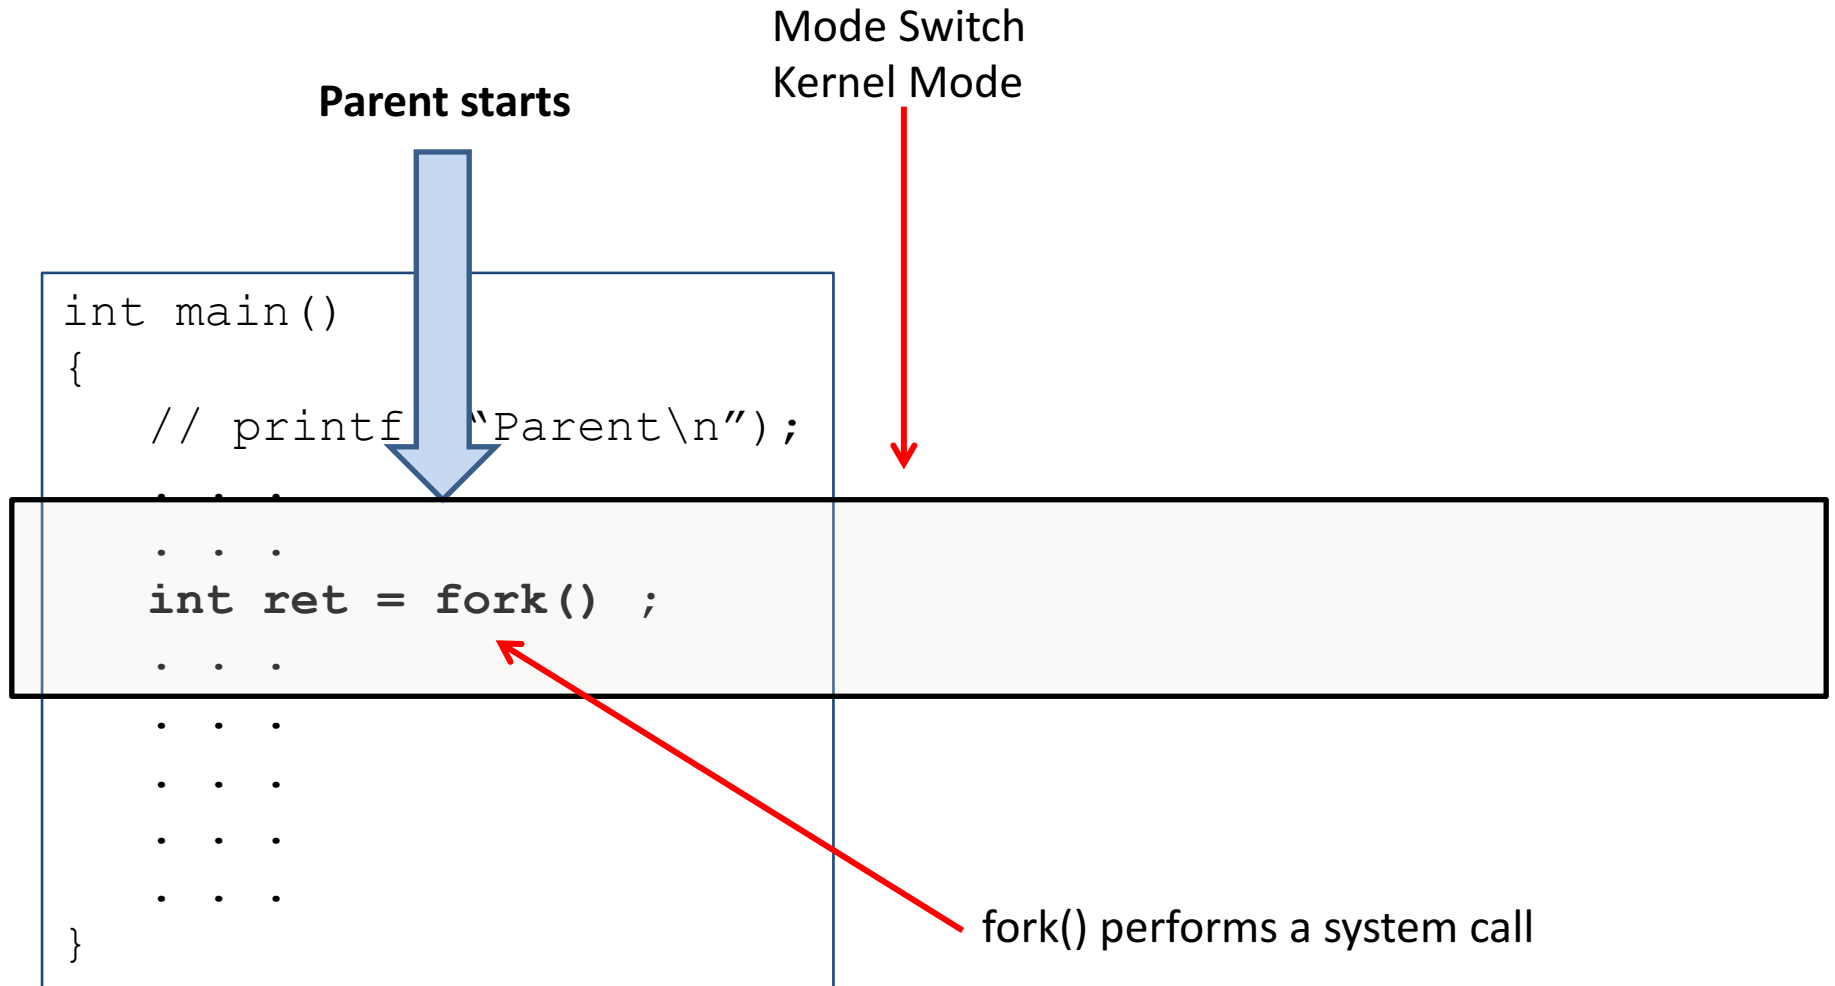 Mode Switch
Kernel Mode
Parent starts
int main()
{
// printf “Parent\n”);
. . .
. . .
int ret = fork() ;
. . .
. . .
. . .
. . .
. . .
}
fork() performs a system call